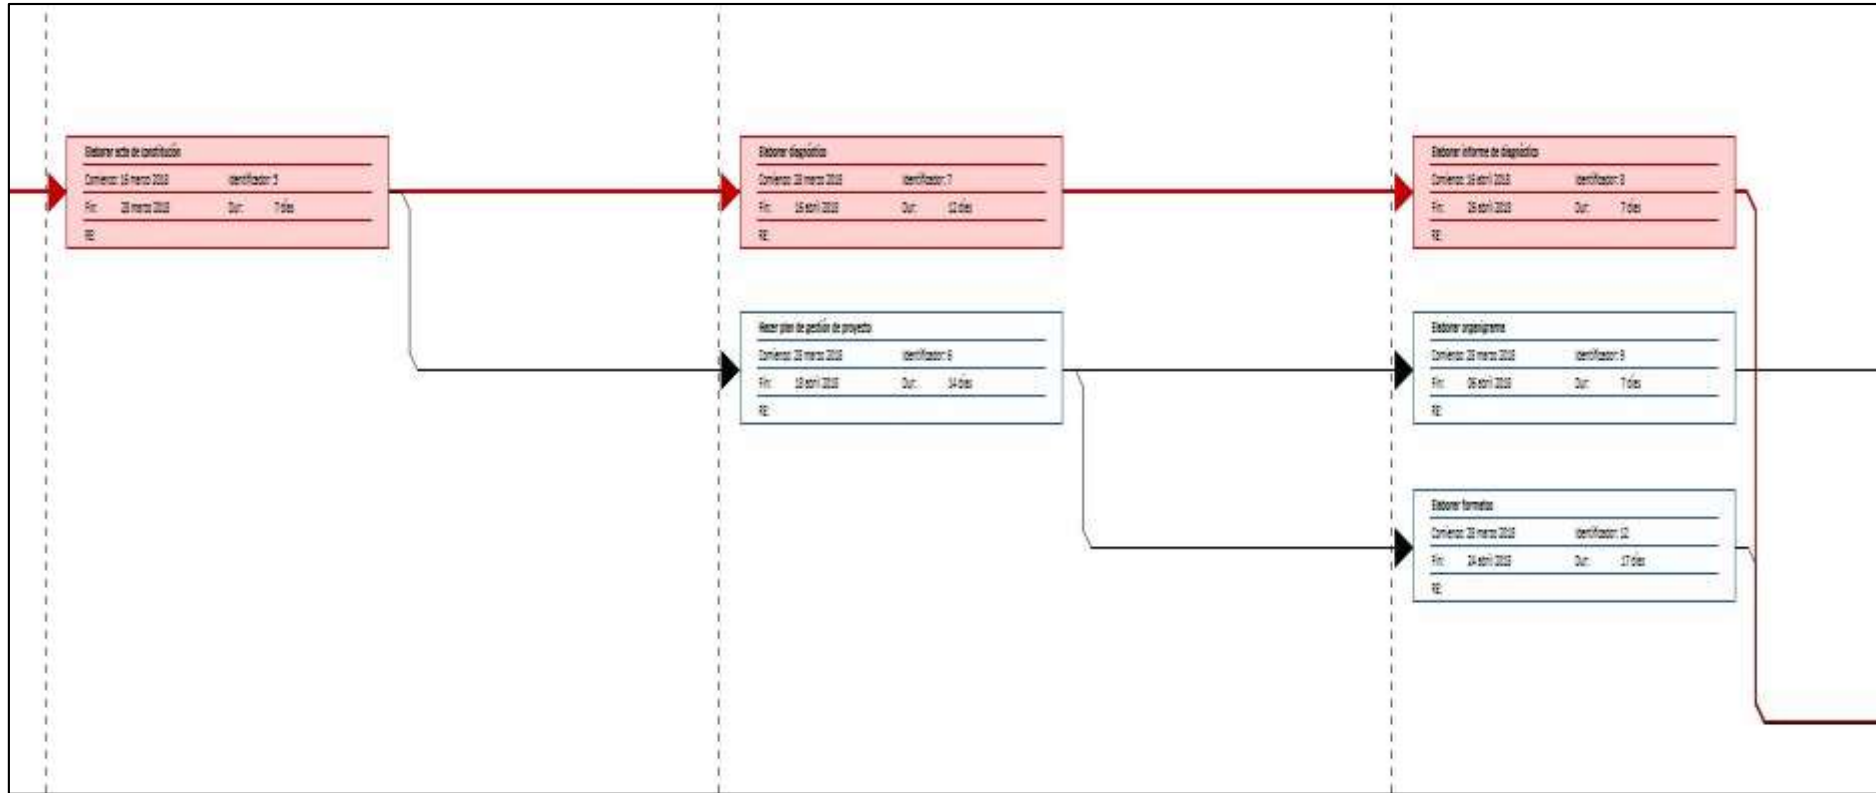 Elaborar acta de constitución
Comienzo: marzo 2018 Identificador: 5
Fin: 28 marzo 2018 Dur: 7 días
RE:
Elaborar diagnóstico
Comienzo: 28 marzo 2018 Identificador: 7
Fin: 16 abril 2018 Dur: 12 días
RE:
Elaborar informe de diagnóstico
Comienzo: 16 abril 2018 Identificador: 8
Fin: abril 2018 Dur: 7 días
RE:
Hacer plan de gestión de proyecto
Comienzo: 28 marzo 2018 Identificador: 6
Fin: abril 2018 Dur: 14 días
RE:
Elaborar organigrama
Comienzo: 28 marzo 2018 Identificador: 9
Fin: 06 abril 2018 Dur: 7 días
RE:
Elaborar formatos
Comienzo: 28 marzo 2018 Identificador: 12
Fin: 24 abril 2018 Dur: 17 días
RE: